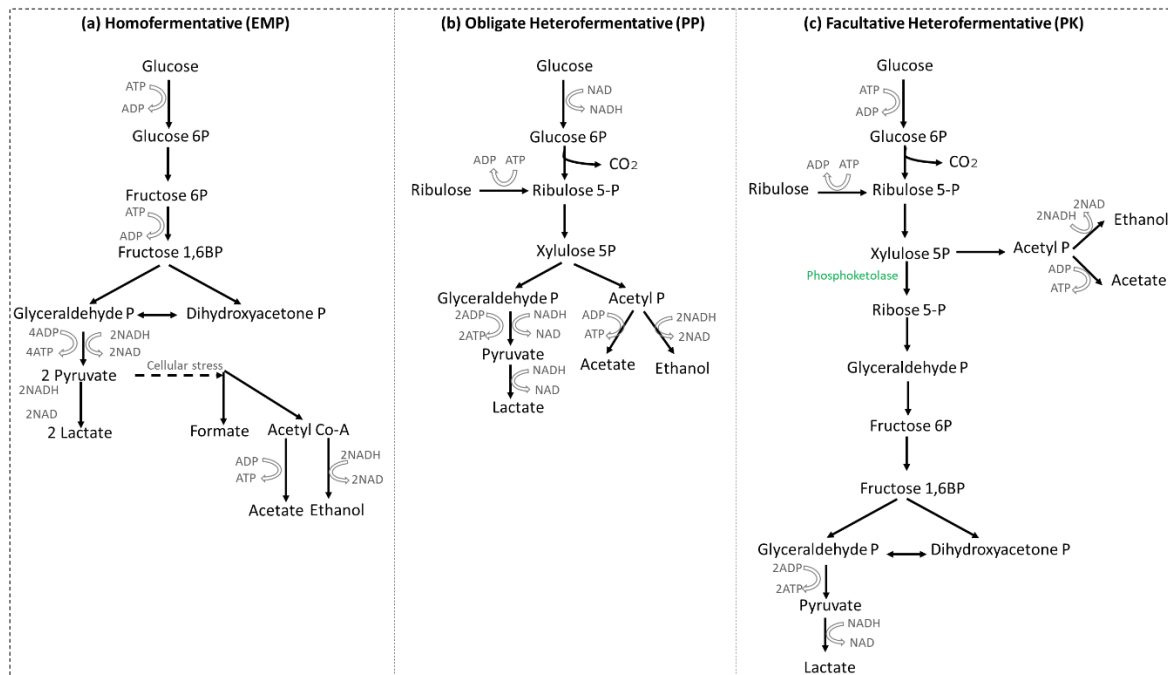 (a) Homofermentative (EMP)
Glucose
ATP
ADP
Glucose 6P
Fructose 6P
ATP
ADP
Fructose 1,6BP
Glyceraldehyde P
Dihydroxyacetone P
4ADP
4ATP
2NADH
2NAD
2 Pyruvate
Cellular stress
2NADH
2NAD
2 Lactate
Formate
Acetyl Co-A
ADP
ATP
2NADH
2NAD
Acetate
Ethanol
(b) Obligate Heterofermentative (PP)
Glucose
NAD
NADH
Glucose 6P
CO2
ADP
ATP
Ribulose
Ribulose 5-P
Xylulose 5P
Glyceraldehyde P
Acetyl P
2ADP
2ATP
NADH
NAD
ADP
ATP
2NADH
2NAD
Pyruvate
Acetate
Ethanol
NADH
NAD
Lactate
(c) Facultative Heterofermentative (PK)
Glucose
ATP
ADP
Glucose 6P
CO2
ADP
ATP
Ribulose
Ribulose 5-P
Xylulose 5P
Acetyl P
2NAD
2NADH
Ethanol
ADP
ATP
Acetate
Phosphoketolase
Ribose 5-P
Glyceraldehyde P
Fructose 6P
Fructose 1,6BP
Glyceraldehyde P
Dihydroxyacetone P
2ADP
2ATP
Pyruvate
NADH
NAD
Lactate